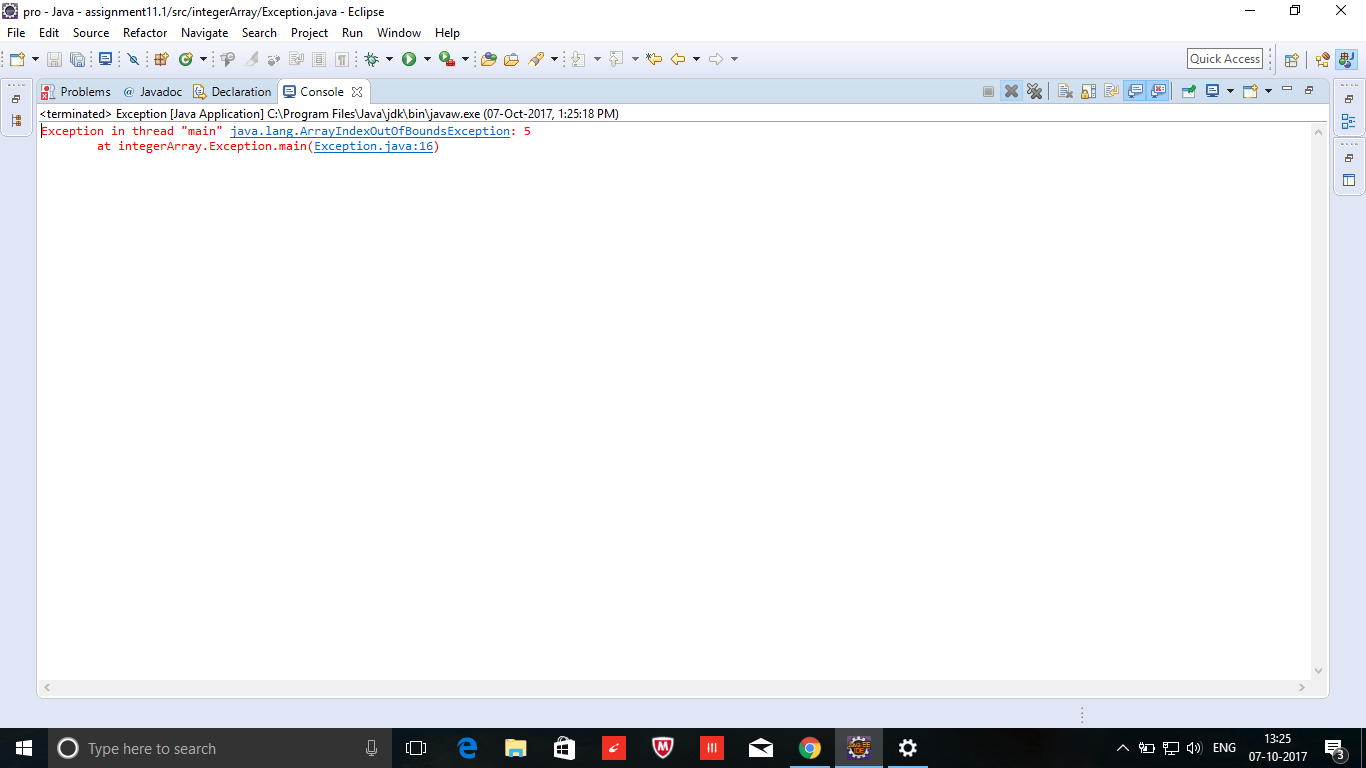 pro - Java - assignment11.1/src/integerArray/Exception.java - Eclipse
File Edit Source Refactor Navigate Search Project Run Window Help
Quick Access
Problems @ Javadoc Declaration Console
<terminated> Exception [Java Application] C:\Program Files\Java\jdk\bin\javaw.exe (07-Oct-2017, 1:25:18 PM)
Exception in thread "main" java.lang.ArrayIndexOutOfBoundsException: 5
at integerArray.Exception.main(Exception.java:16)
Type here to search
ENG
13:25
07-10-2017
3